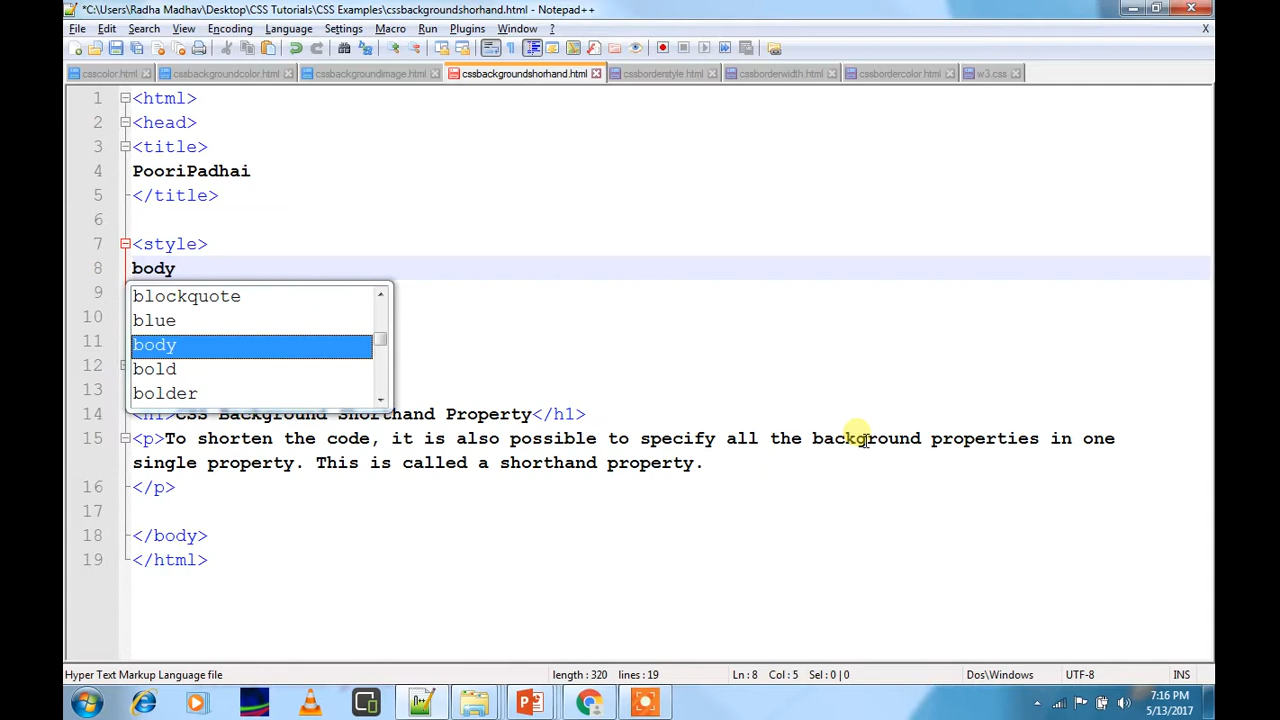 *C:\Users\Radha Madhav\Desktop\CSS Tutorials\CSS Examples\cssbackgroundshorhand.html - Notepad++
File Edit Search View Encoding Language Settings Macro Run Plugins Window ? X
csscolor.html cssbackgroundcolor.html cssbackgroundimage.html cssbackgroundshorhand.html cssborderstyle.html cssborderwidth.html cssbordercolor.html w3.css
1 <html>
2 <head>
3 <title>
4 PooriPadhai
5 </title>
6
7 <style>
8 body
9 blockquote
10 blue
11 body
12 bold
13 bolder
14 <h1>CSS Background Shorthand Property</h1>
15 <p>To shorten the code, it is also possible to specify all the background properties in one
single property. This is called a shorthand property.
16 </p>
17
18 </body>
19 </html>
Hyper Text Markup Language file length : 320 lines : 19 Ln : 8 Col : 5 Sel : 0 | 0 Dos\Windows UTF-8 INS
7:16 PM
5/13/2017